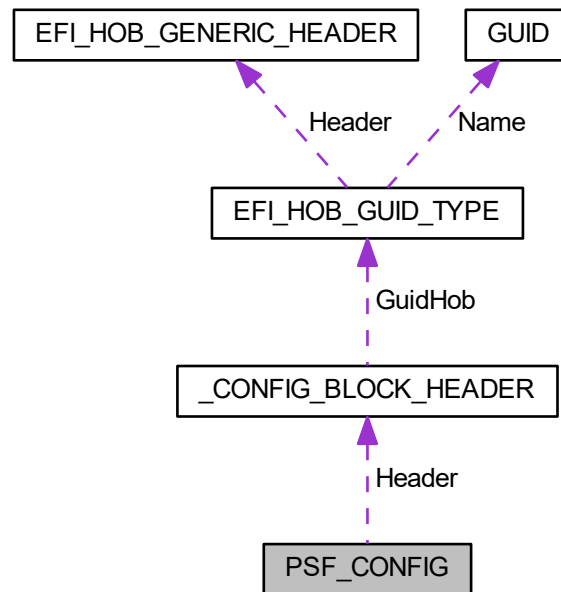 EFI_HOB_GENERIC_HEADER
GUID
Header
Name
EFI_HOB_GUID_TYPE
GuidHob
_CONFIG_BLOCK_HEADER
Header
PSF_CONFIG